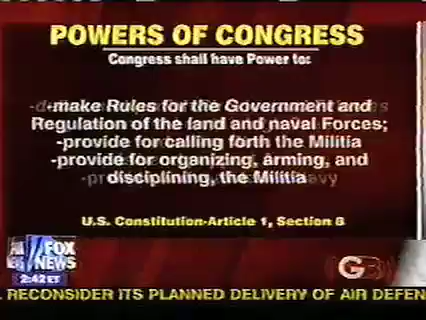 POWERS OF CONGRESS
Congress shall have Power to:
-make Rules for the Government and
Regulation of the land and naval Forces;
-provide for calling forth the Militia
-provide for organizing, arming, and
disciplining, the Militia
U.S. Constitution-Article 1, Section 8
FOX
NEWS
2:42 ET
G
RECONSIDER ITS PLANNED DELIVERY OF AIR DEFEN